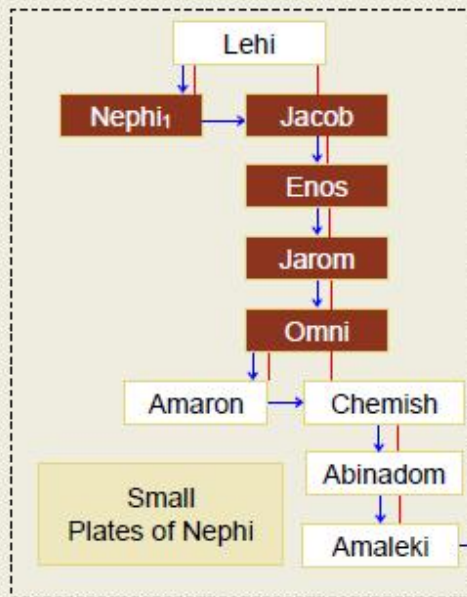 Lehi
Nephi₁
Jacob
Enos
Jarom
Omni
Amaron
Chemish
Abinadom
Small
Plates of Nephi
Amaleki